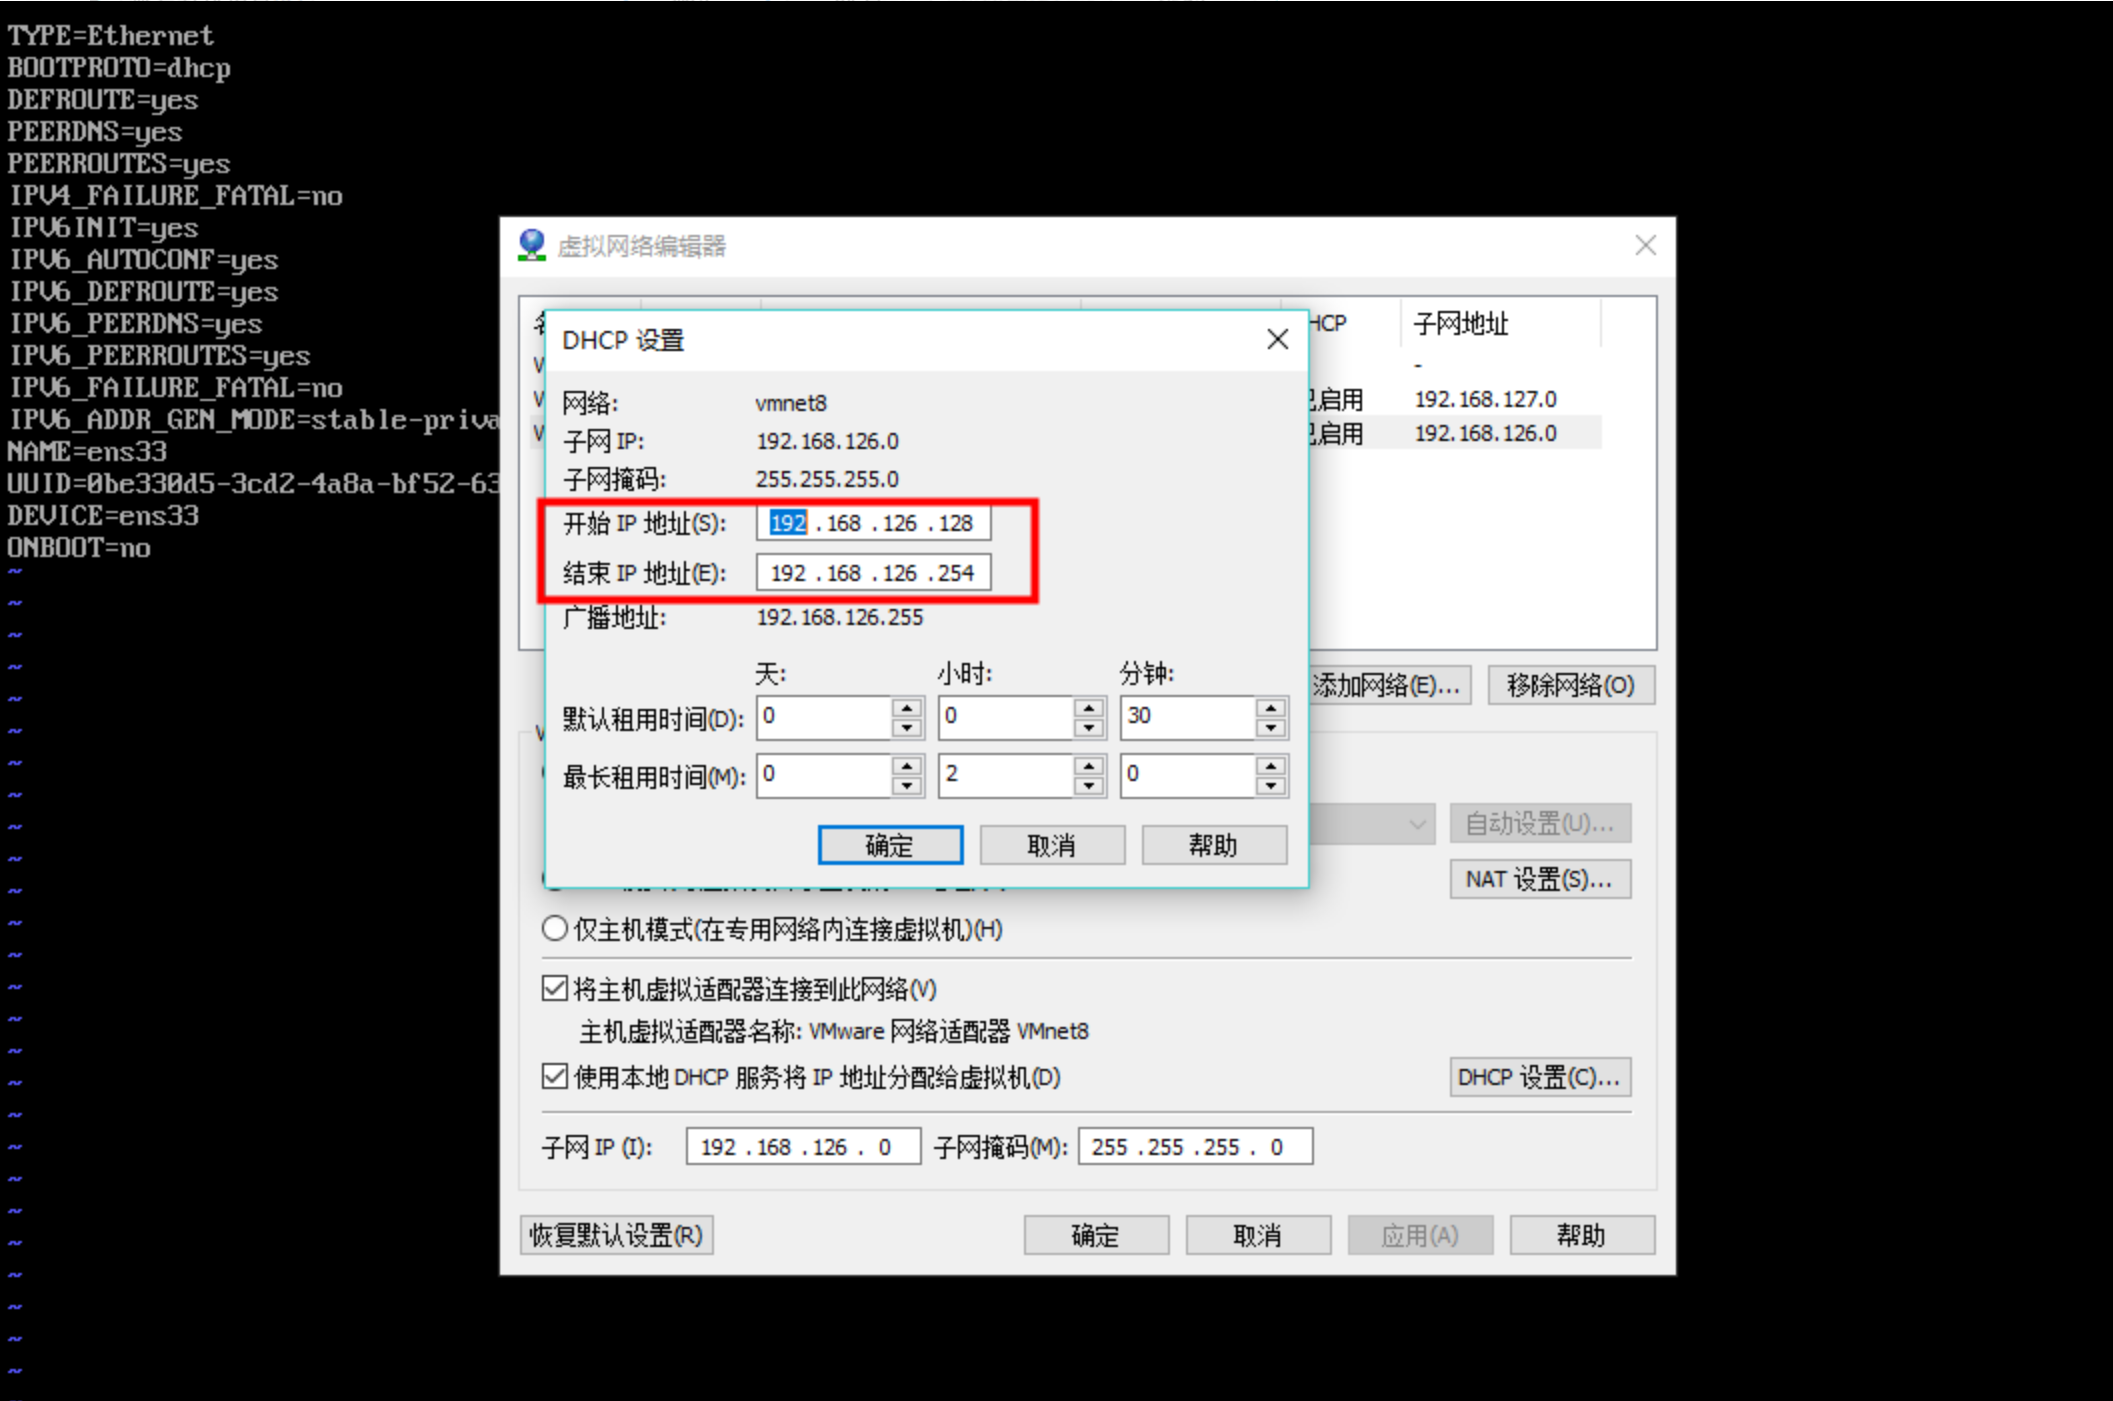 TYPE=Ethernet
BOOTPROTO=dhcp
DEFROUTE=yes
PEERDNS=yes
PEERROUTES=yes
IPV4_FAILURE_FATAL=no
IPV6INIT=yes
IPV6_AUTOCONF=yes
IPV6_DEFROUTE=yes
IPV6_PEERDNS=yes
IPV6_PEERROUTES=yes
IPV6_FAILURE_FATAL=no
IPV6_ADDR_GEN_MODE=stable-priva
NAME=ens33
UUID=0be330d5-3cd2-4a8a-bf52-63
DEVICE=ens33
ONBOOT=no
虚拟网络编辑器
HCP 子网地址
-
启用 192.168.127.0
启用 192.168.126.0
DHCP 设置
网络: vmnet8
子网 IP: 192.168.126.0
子网掩码: 255.255.255.0
开始 IP 地址(S): 192 . 168 . 126 . 128
结束 IP 地址(E): 192 . 168 . 126 . 254
广播地址: 192.168.126.255
天: 小时: 分钟:
默认租用时间(D): 0 0 30
最长租用时间(M): 0 2 0
确定 取消 帮助
添加网络(E)... 移除网络(O)
自动设置(U)...
NAT 设置(S)...
仅主机模式(在专用网络内连接虚拟机)(H)
将主机虚拟适配器连接到此网络(V)
主机虚拟适配器名称: VMware 网络适配器 VMnet8
使用本地 DHCP 服务将 IP 地址分配给虚拟机(D) DHCP 设置(C)...
子网 IP (I): 192 . 168 . 126 . 0 子网掩码(M): 255 . 255 . 255 . 0
恢复默认设置(R) 确定 取消 应用(A) 帮助